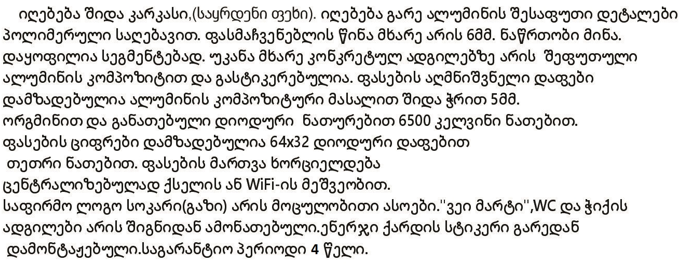 იღებება შიდა კარკასი,(საყრდენი ფეხი). იღებება გარე ალუმინის შესაფუთი დეტალები
პოლიმერული საღებავით. ფასმაჩვენებლის წინა მხარე არის 6მმ. ნაწრთობი მინა.
დაყოფილია სეგმენტებად. უკანა მხარე კონკრეტულ ადგილებზე არის შეფუთული
ალუმინის კომპოზიტით და გასტიკერებულია. ფასების აღმნიშვნელი დაფები
დამზადებულია ალუმინის კომპოზიტური მასალით შიდა ჭრით 5მმ.
ორგმინით და განათებული დიოდური ნათურებით 6500 კელვინი ნათებით.
ფასების ციფრები დამზადებულია 64x32 დიოდური დაფებით
თეთრი ნათებით. ფასების მართვა ხორციელდება
ცენტრალიზებულად ქსელის ან WiFi-ის მეშვეობით.
საფირმო ლოგო სოკარი(გაზი) არის მოცულობითი ასოები."ვეი მარტი",WC და ჭიქის
ადგილები არის შიგნიდან ამონათებული.ენერჯი ქარდის სტიკერი გარედან
დამონტაჟებული.საგარანტიო პერიოდი 4 წელი.